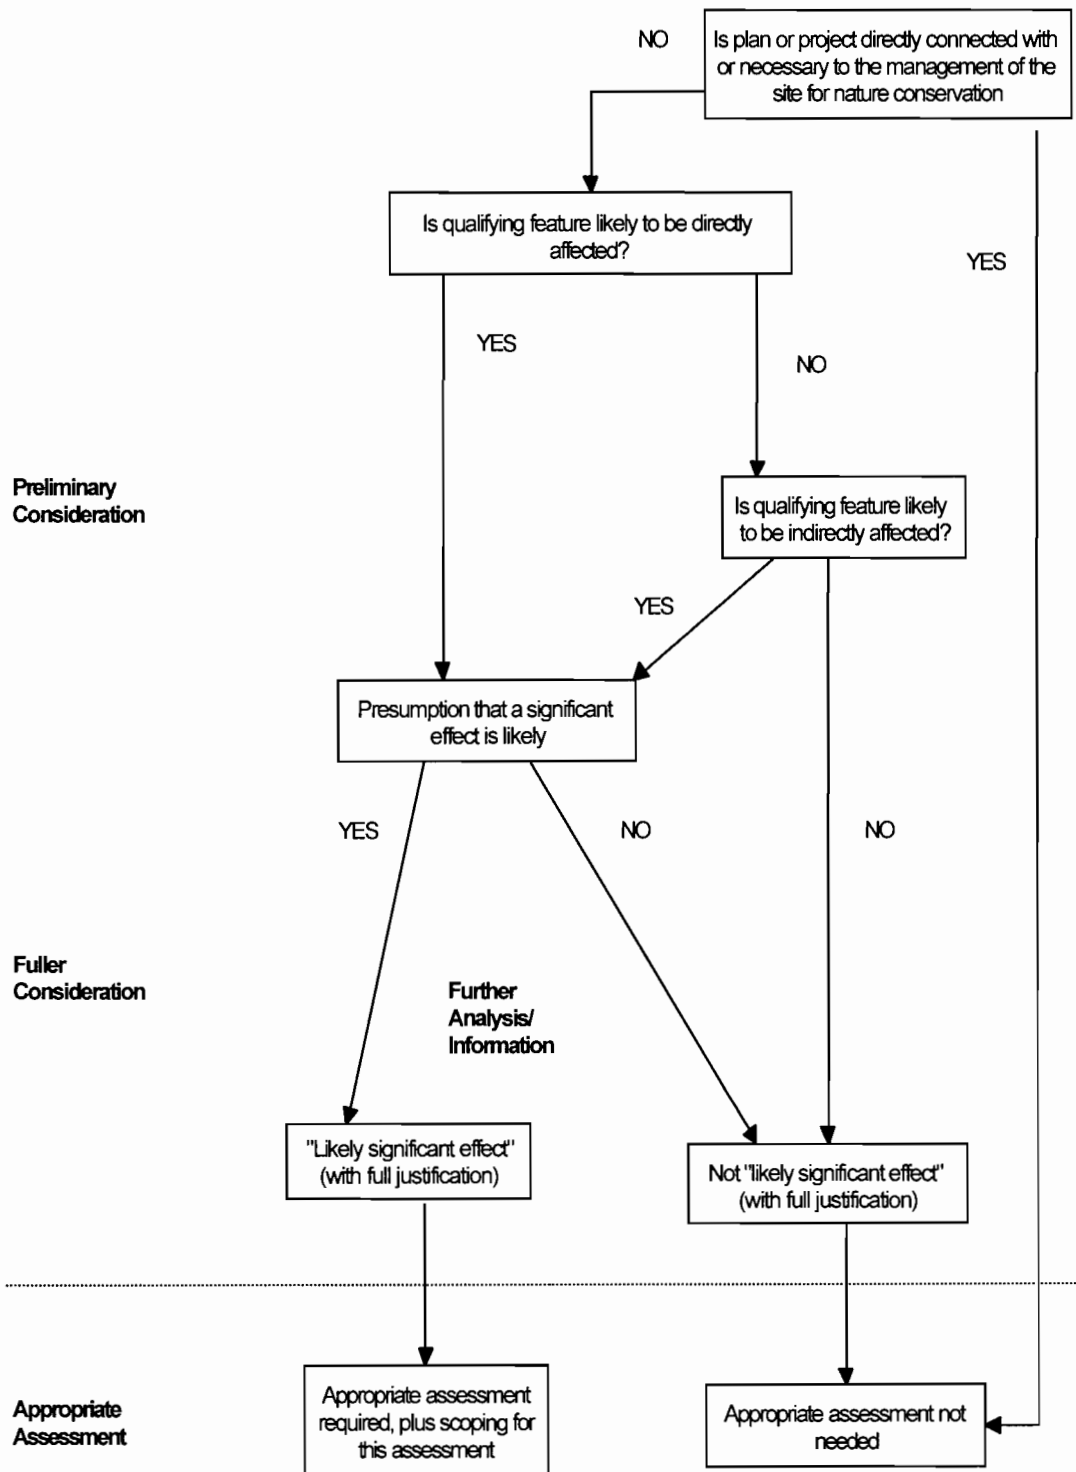 NO
Is plan or project directly connected with
or necessary to the management of the
site for nature conservation
Is qualifying feature likely to be directly
affected?
YES
YES
NO
Preliminary
Consideration
Is qualifying feature likely
to be indirectly affected?
YES
Presumption that a significant
effect is likely
YES
NO
NO
Fuller
Consideration
Further
Analysis/
Information
"Likely significant effect"
(with full justification)
Not "likely significant effect"
(with full justification)
Appropriate
Assessment
Appropriate assessment
required, plus scoping for
this assessment
Appropriate assessment not
needed